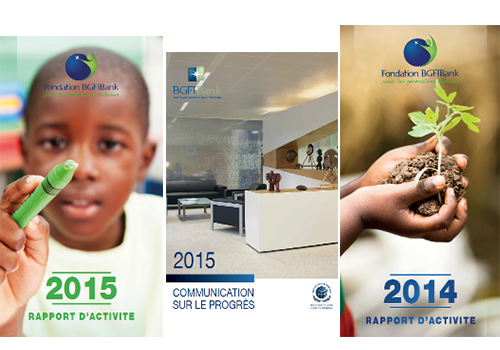 Fondation BGFIBank
2015
RAPPORT D'ACTIVITE
BGFIBank
2015
COMMUNICATION
SUR LE PROGRÈS
Fondation BGFIBank
2014
RAPPORT D'ACTIVITE